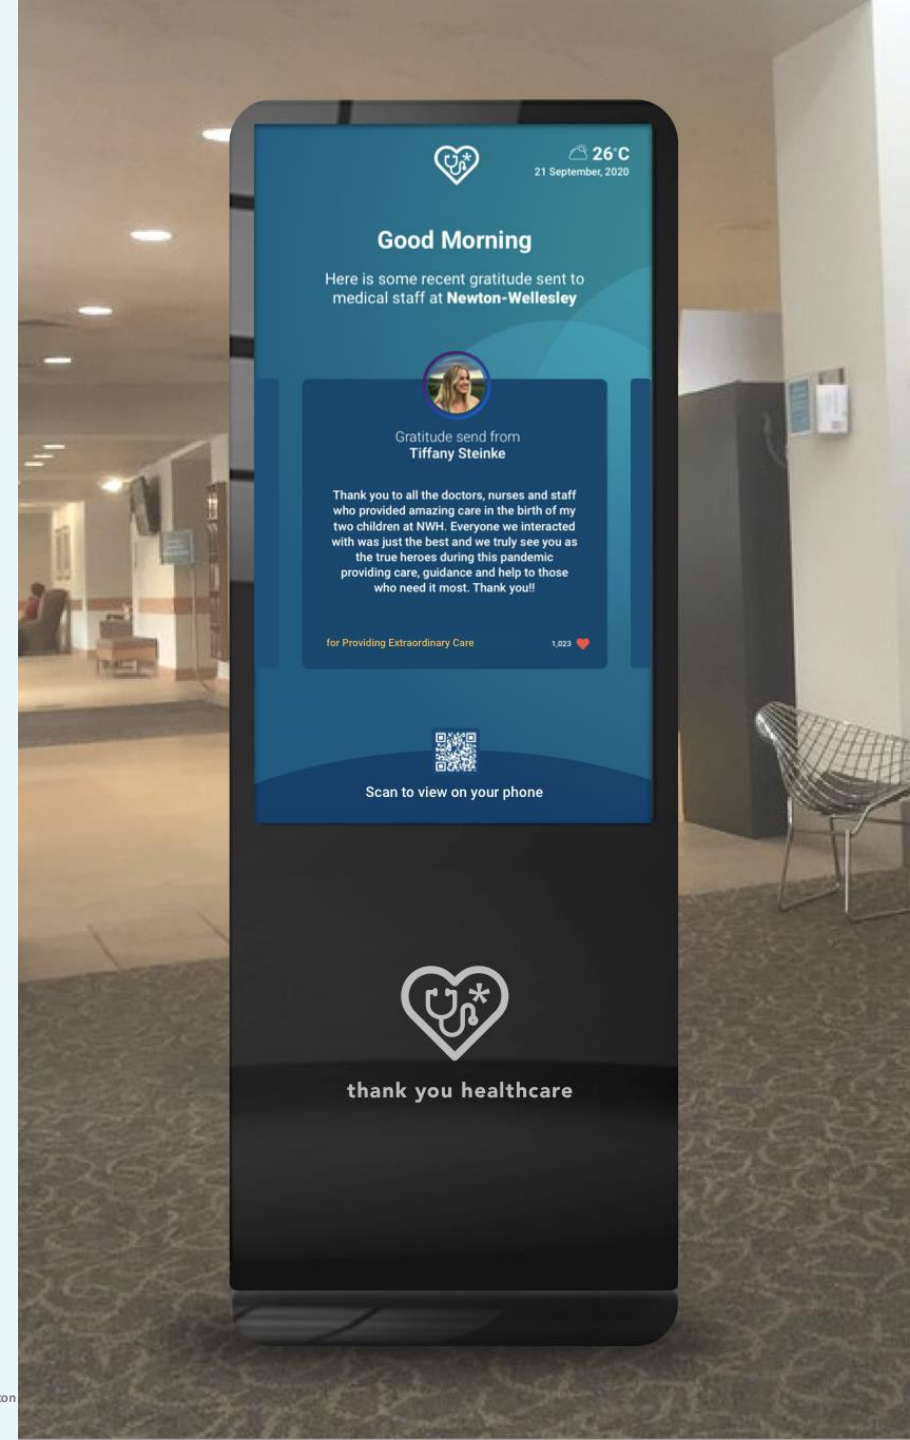 26°C
21 September, 2020
Good Morning
Here is some recent gratitude sent to
medical staff at Newton-Wellesley
Gratitude send from
Tiffany Steinke
Thank you to all the doctors, nurses and staff
who provided amazing care in the birth of my
two children at NWH. Everyone we interacted
with was just the best and we truly see you as
the true heroes during this pandemic
providing care, guidance and help to those
who need it most. Thank you!!
for Providing Extraordinary Care
1,023
Scan to view on your phone
thank you healthcare